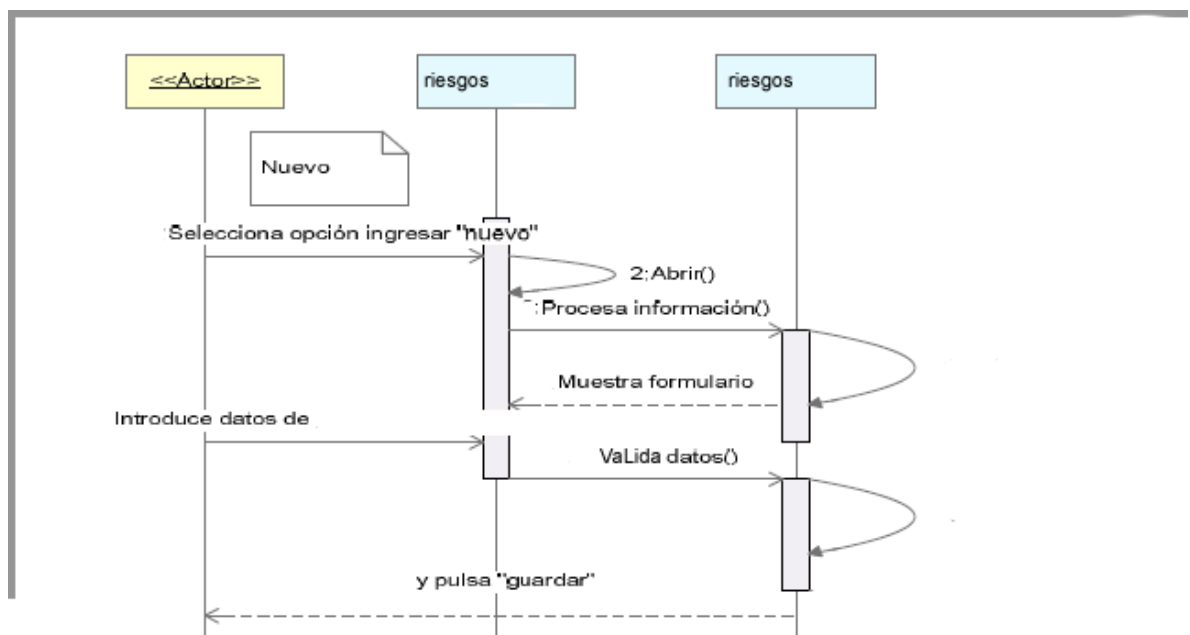 <<Actor>>
riesgos
riesgos
Nuevo
Selecciona opción ingresar "nuevo"
2:Abrir()
:Procesa información()
Muestra formulario
Introduce datos de
VaLida datos()
y pulsa "guardar"